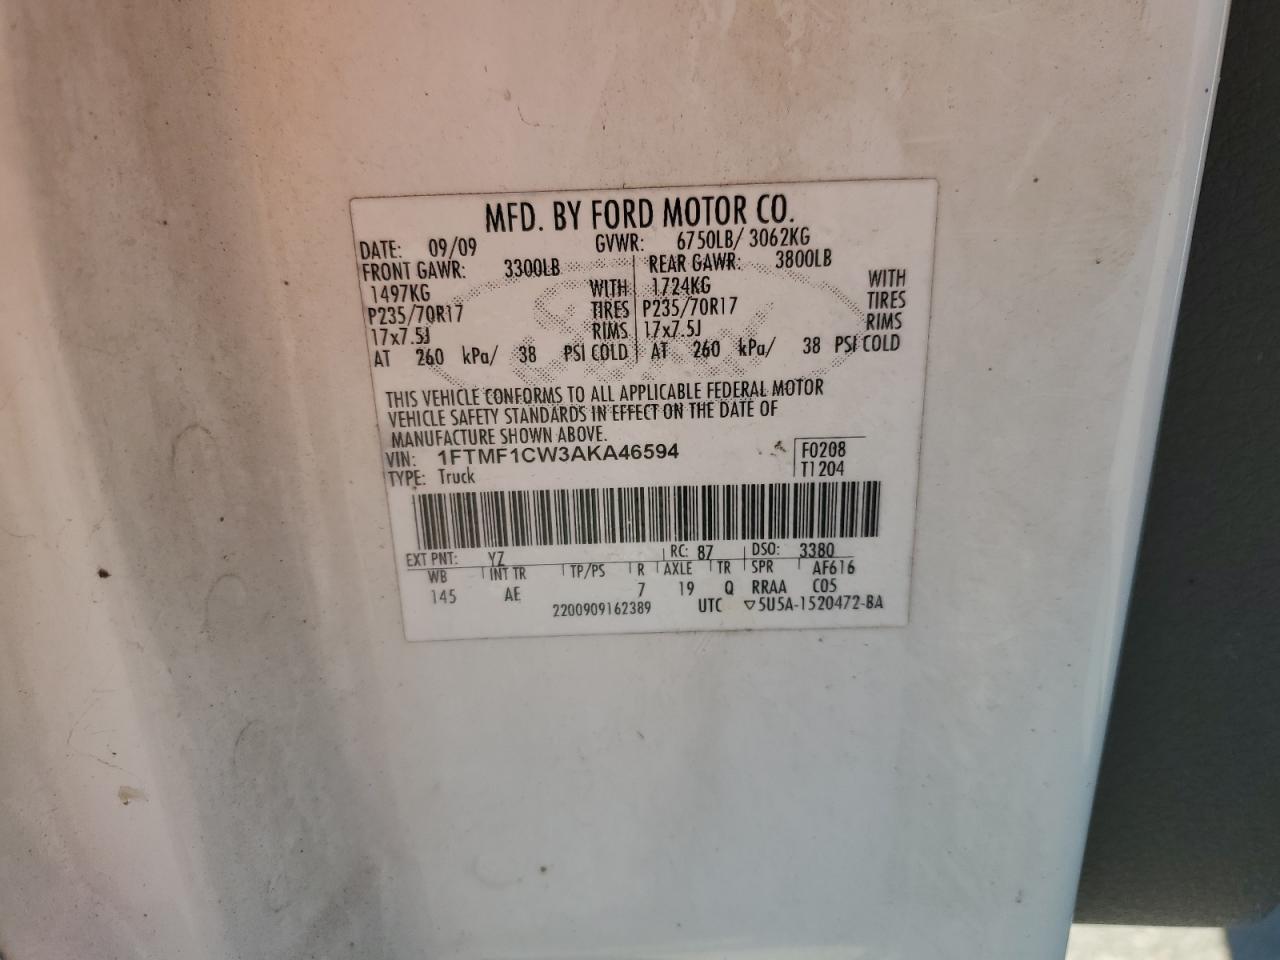 MFD. BY FORD MOTOR CO.
DATE: 09/09 GVWR: 6750LB/ 3062KG
FRONT GAWR: 3300LB REAR GAWR: 3800LB
1497KG WITH 1724KG WITH
P235/70R17 TIRES P235/70R17 TIRES
17x7.5J RIMS 17x7.5J RIMS
AT 260 kPa/ 38 PSI COLD AT 260 kPa/ 38 PSI COLD
THIS VEHICLE CONFORMS TO ALL APPLICABLE FEDERAL MOTOR
VEHICLE SAFETY STANDARDS IN EFFECT ON THE DATE OF
MANUFACTURE SHOWN ABOVE.
VIN: 1FTMF1CW3AKA46594 F0208
TYPE: Truck T1204
EXT PNT: YZ RC: 87 DSO: 3380
WB INT TR TP/PS R AXLE TR SPR AF616
145 AE 7 19 Q RRAA C05
2200909162389 UTC ▽5U5A-1520472-BA